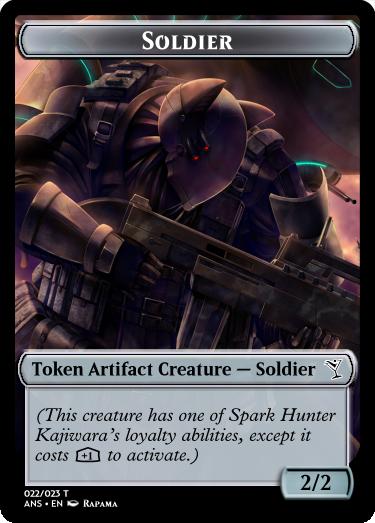 Soldier
Token Artifact Creature — Soldier
(This creature has one of Spark Hunter
Kajiwara's loyalty abilities, except it
costs +1 to activate.)
2/2
022/023 T
ANS • EN Rapama